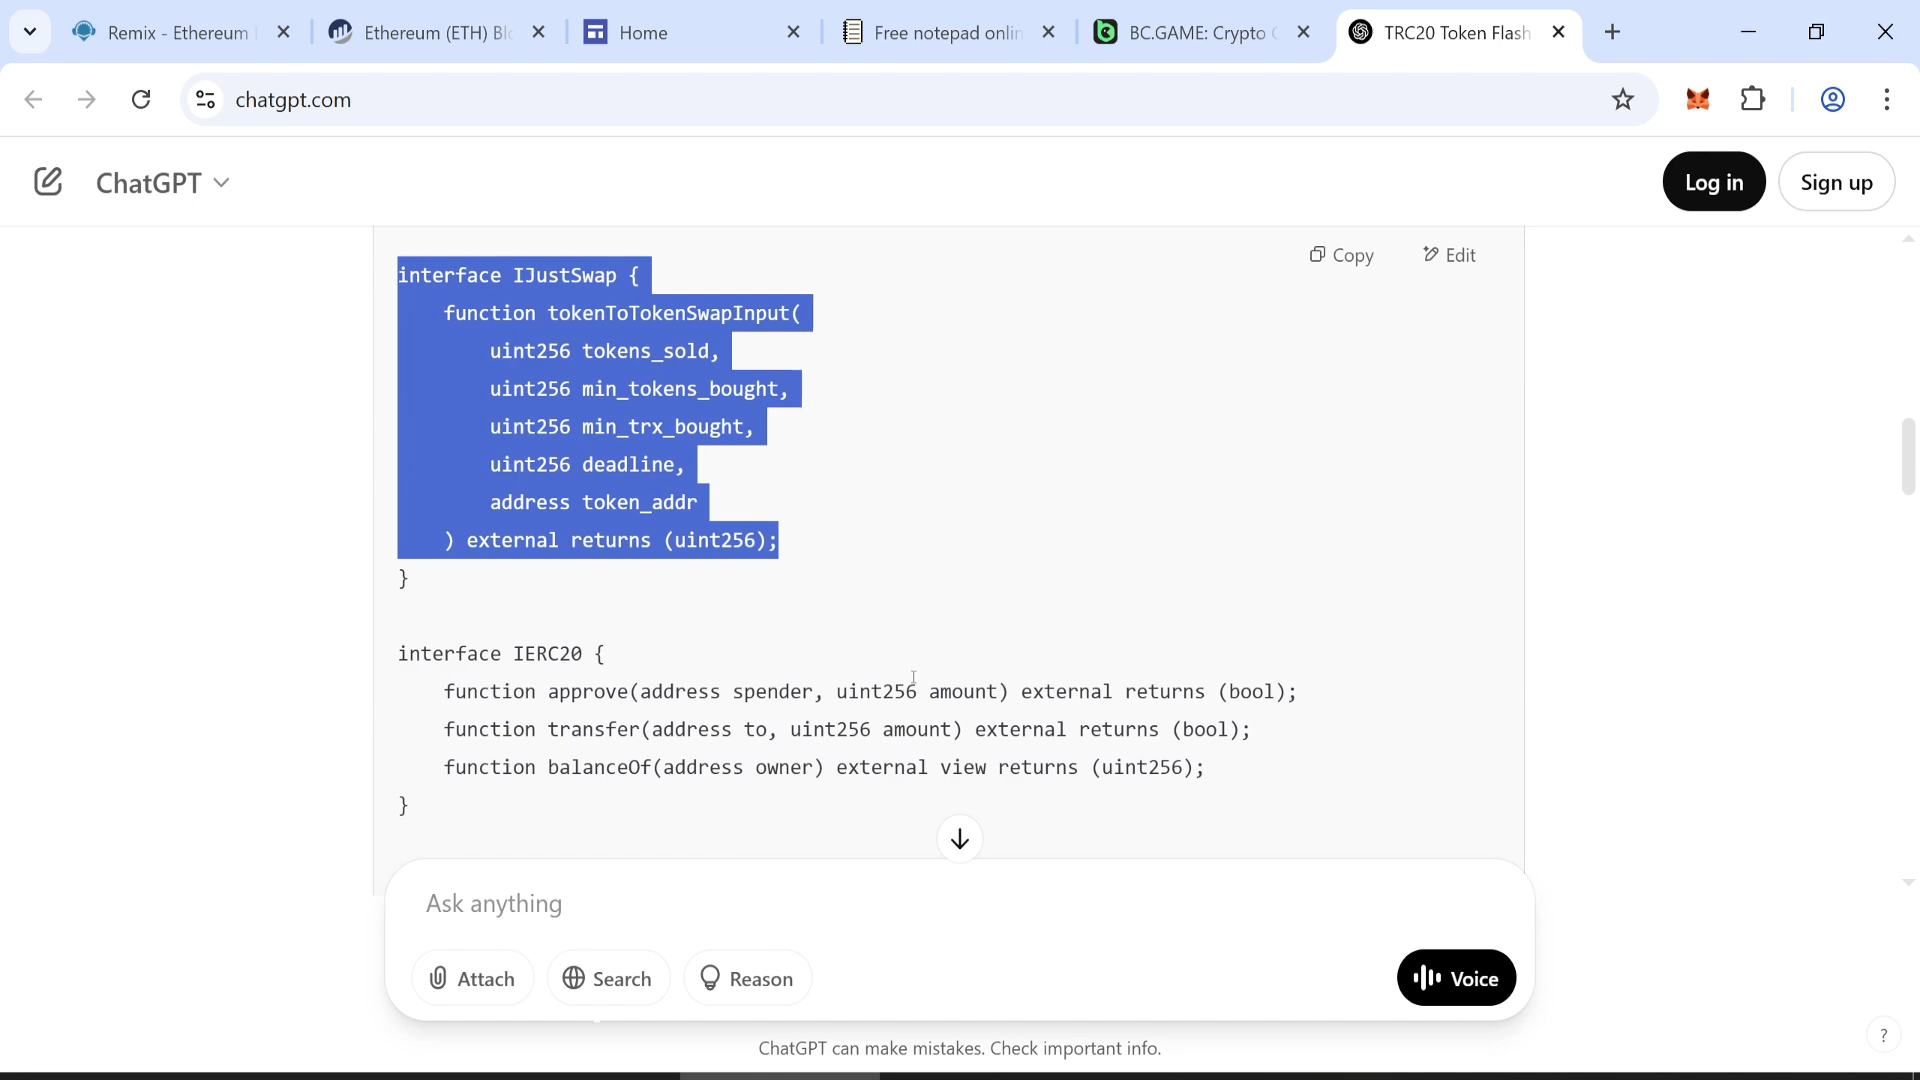 Remix - Ethereum
Ethereum (ETH) Blo
Home
Free notepad onlin
BC.GAME: Crypto
TRC20 Token Flash
chatgpt.com
ChatGPT
Log in
Sign up
Copy
Edit
interface IJustSwap {
function tokenToTokenSwapInput(
uint256 tokens_sold,
uint256 min_tokens_bought,
uint256 min_trx_bought,
uint256 deadline,
address token_addr
) external returns (uint256);
}
interface IERC20 {
function approve(address spender, uint256 amount) external returns (bool);
function transfer(address to, uint256 amount) external returns (bool);
function balanceOf(address owner) external view returns (uint256);
}
Ask anything
Attach
Search
Reason
Voice
ChatGPT can make mistakes. Check important info.
?